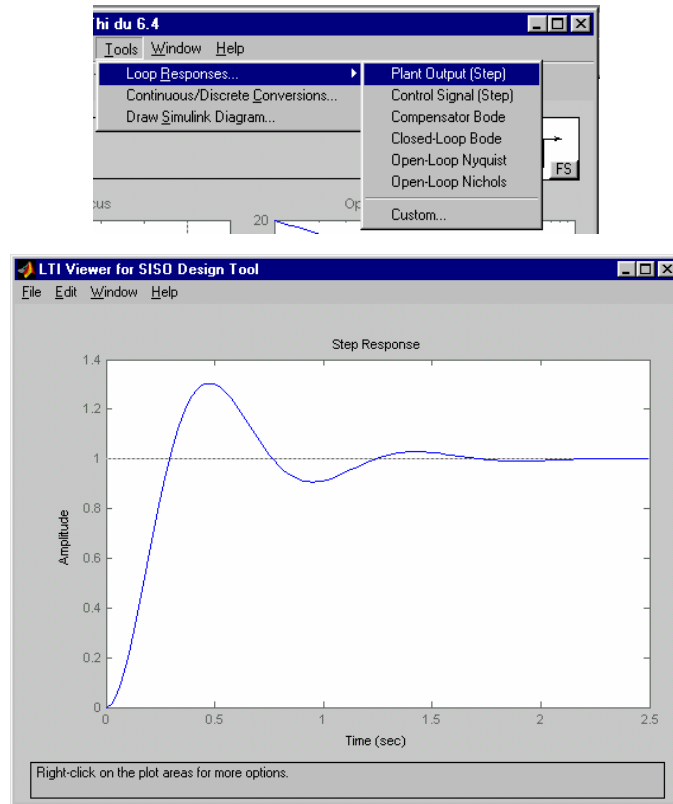 Thi du 6.4
Tools Window Help
Loop Responses...
Continuous/Discrete Conversions...
Draw Simulink Diagram...
Plant Output (Step)
Control Signal (Step)
Compensator Bode
Closed-Loop Bode
Open-Loop Nyquist
Open-Loop Nichols
Custom...
FS
20
LTI Viewer for SISO Design Tool
File Edit Window Help
Step Response
1.4
1.2
1
0.8
0.6
0.4
0.2
0
Amplitude
0 0.5 1 1.5 2 2.5
Time (sec)
Right-click on the plot areas for more options.